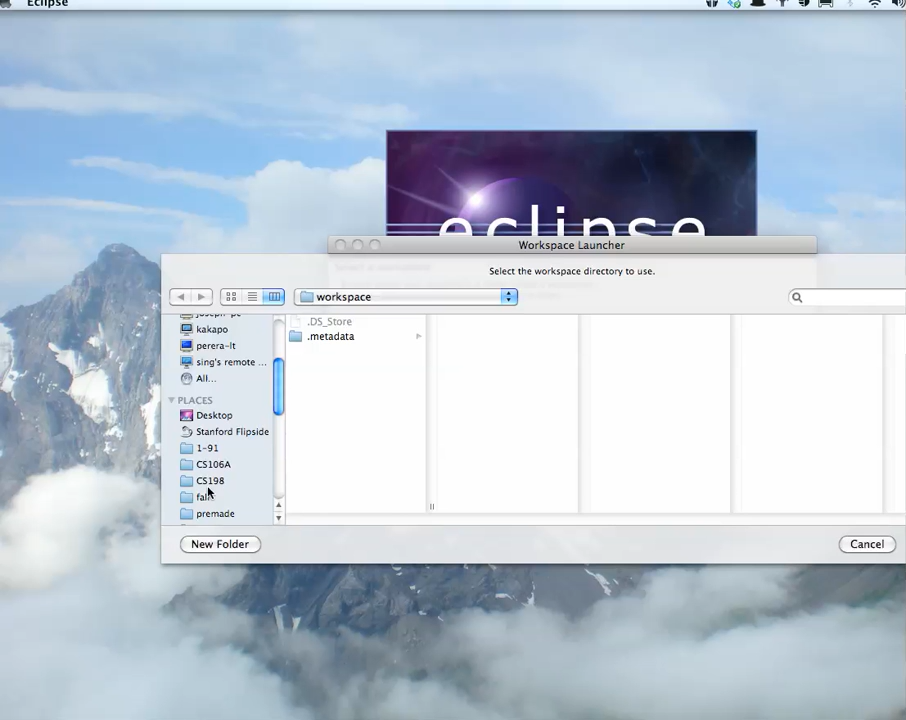 Eclipse
eclipse
Workspace Launcher
Select the workspace directory to use.
workspace
kakapo
perera-lt
sing's remote ...
All...
PLACES
Desktop
Stanford Flipside
1-91
CS106A
CS198
premade
.DS_Store
.metadata
New Folder
Cancel